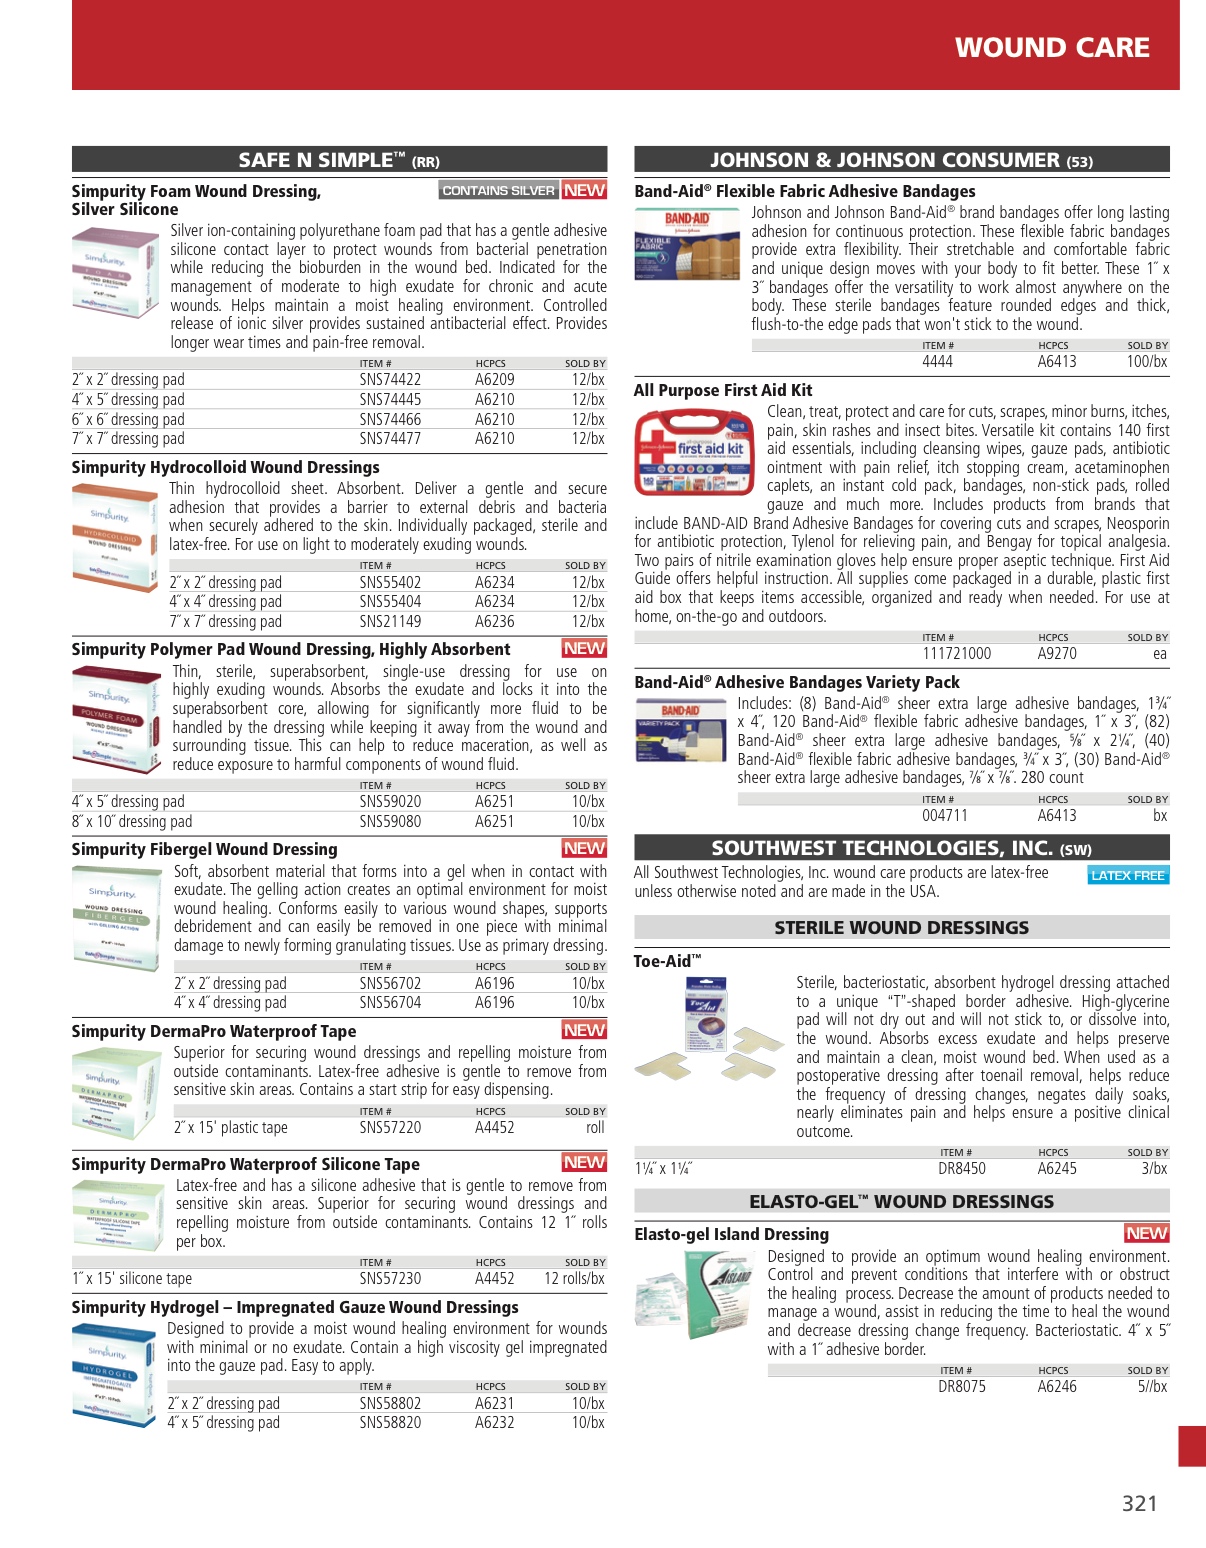 WOUND CARE
SAFE N SIMPLE™ (RR)
Simpurity Foam Wound Dressing,
Silver Silicone
CONTAINS SILVER NEW
Silver ion-containing polyurethane foam pad that has a gentle adhesive
silicone contact layer to protect wounds from bacterial penetration
while reducing the bioburden in the wound bed. Indicated for the
management of moderate to high exudate for chronic and acute
wounds. Helps maintain a moist healing environment. Controlled
release of ionic silver provides sustained antibacterial effect. Provides
longer wear times and pain-free removal.
ITEM # HCPCS SOLD BY
2˝ x 2˝ dressing pad SNS74422 A6209 12/bx
4˝ x 5˝ dressing pad SNS74445 A6210 12/bx
6˝ x 6˝ dressing pad SNS74466 A6210 12/bx
7˝ x 7˝ dressing pad SNS74477 A6210 12/bx
Simpurity Hydrocolloid Wound Dressings
Thin hydrocolloid sheet. Absorbent. Deliver a gentle and secure
adhesion that provides a barrier to external debris and bacteria
when securely adhered to the skin. Individually packaged, sterile and
latex-free. For use on light to moderately exuding wounds.
ITEM # HCPCS SOLD BY
2˝ x 2˝ dressing pad SNS55402 A6234 12/bx
4˝ x 4˝ dressing pad SNS55404 A6234 12/bx
7˝ x 7˝ dressing pad SNS21149 A6236 12/bx
Simpurity Polymer Pad Wound Dressing, Highly Absorbent NEW
Thin, sterile, superabsorbent, single-use dressing for use on
highly exuding wounds. Absorbs the exudate and locks it into the
superabsorbent core, allowing for significantly more fluid to be
handled by the dressing while keeping it away from the wound and
surrounding tissue. This can help to reduce maceration, as well as
reduce exposure to harmful components of wound fluid.
ITEM # HCPCS SOLD BY
4˝ x 5˝ dressing pad SNS59020 A6251 10/bx
8˝ x 10˝ dressing pad SNS59080 A6251 10/bx
Simpurity Fibergel Wound Dressing NEW
Soft, absorbent material that forms into a gel when in contact with
exudate. The gelling action creates an optimal environment for moist
wound healing. Conforms easily to various wound shapes, supports
debridement and can easily be removed in one piece with minimal
damage to newly forming granulating tissues. Use as primary dressing.
ITEM # HCPCS SOLD BY
2˝ x 2˝ dressing pad SNS56702 A6196 10/bx
4˝ x 4˝ dressing pad SNS56704 A6196 10/bx
Simpurity DermaPro Waterproof Tape NEW
Superior for securing wound dressings and repelling moisture from
outside contaminants. Latex-free adhesive is gentle to remove from
sensitive skin areas. Contains a start strip for easy dispensing.
ITEM # HCPCS SOLD BY
2˝ x 15' plastic tape SNS57220 A4452 roll
Simpurity DermaPro Waterproof Silicone Tape NEW
Latex-free and has a silicone adhesive that is gentle to remove from
sensitive skin areas. Superior for securing wound dressings and
repelling moisture from outside contaminants. Contains 12 1˝ rolls
per box.
ITEM # HCPCS SOLD BY
1˝ x 15' silicone tape SNS57230 A4452 12 rolls/bx
Simpurity Hydrogel – Impregnated Gauze Wound Dressings
Designed to provide a moist wound healing environment for wounds
with minimal or no exudate. Contain a high viscosity gel impregnated
into the gauze pad. Easy to apply.
ITEM # HCPCS SOLD BY
2˝ x 2˝ dressing pad SNS58802 A6231 10/bx
4˝ x 5˝ dressing pad SNS58820 A6232 10/bx
JOHNSON & JOHNSON CONSUMER (53)
Band-Aid® Flexible Fabric Adhesive Bandages
BAND-AID
FLEXIBLE
FABRIC
Johnson and Johnson Band-Aid® brand bandages offer long lasting
adhesion for continuous protection. These flexible fabric bandages
provide extra flexibility. Their stretchable and comfortable fabric
and unique design moves with your body to fit better. These 1˝ x
3˝ bandages offer the versatility to work almost anywhere on the
body. These sterile bandages feature rounded edges and thick,
flush-to-the edge pads that won't stick to the wound.
ITEM # HCPCS SOLD BY
4444 A6413 100/bx
All Purpose First Aid Kit
first aid kit
Clean, treat, protect and care for cuts, scrapes, minor burns, itches,
pain, skin rashes and insect bites. Versatile kit contains 140 first
aid essentials, including cleansing wipes, gauze pads, antibiotic
ointment with pain relief, itch stopping cream, acetaminophen
caplets, an instant cold pack, bandages, non-stick pads, rolled
gauze and much more. Includes products from brands that
include BAND-AID Brand Adhesive Bandages for covering cuts and scrapes, Neosporin
for antibiotic protection, Tylenol for relieving pain, and Bengay for topical analgesia.
Two pairs of nitrile examination gloves help ensure proper aseptic technique. First Aid
Guide offers helpful instruction. All supplies come packaged in a durable, plastic first
aid box that keeps items accessible, organized and ready when needed. For use at
home, on-the-go and outdoors.
ITEM # HCPCS SOLD BY
111721000 A9270 ea
Band-Aid® Adhesive Bandages Variety Pack
BAND-AID
VARIETY PACK
Includes: (8) Band-Aid® sheer extra large adhesive bandages, 1¾˝
x 4˝, 120 Band-Aid® flexible fabric adhesive bandages, 1˝ x 3˝, (82)
Band-Aid® sheer extra large adhesive bandages, ⅝˝ x 2¼˝, (40)
Band-Aid® flexible fabric adhesive bandages, ¾˝ x 3˝, (30) Band-Aid®
sheer extra large adhesive bandages, ⅞˝ x ⅞˝. 280 count
ITEM # HCPCS SOLD BY
004711 A6413 bx
SOUTHWEST TECHNOLOGIES, INC. (SW)
All Southwest Technologies, Inc. wound care products are latex-free
unless otherwise noted and are made in the USA.
LATEX FREE
STERILE WOUND DRESSINGS
Toe-Aid™
Sterile, bacteriostatic, absorbent hydrogel dressing attached
to a unique “T"-shaped border adhesive. High-glycerine
pad will not dry out and will not stick to, or dissolve into,
the wound. Absorbs excess exudate and helps preserve
and maintain a clean, moist wound bed. When used as a
postoperative dressing after toenail removal, helps reduce
the frequency of dressing changes, negates daily soaks,
nearly eliminates pain and helps ensure a positive clinical
outcome.
ITEM # HCPCS SOLD BY
1¼˝ x 1¼˝ DR8450 A6245 3/bx
ELASTO-GEL™ WOUND DRESSINGS
Elasto-gel Island Dressing NEW
Designed to provide an optimum wound healing environment.
Control and prevent conditions that interfere with or obstruct
the healing process. Decrease the amount of products needed to
manage a wound, assist in reducing the time to heal the wound
and decrease dressing change frequency. Bacteriostatic. 4˝ x 5˝
with a 1˝ adhesive border.
ITEM # HCPCS SOLD BY
DR8075 A6246 5//bx
321